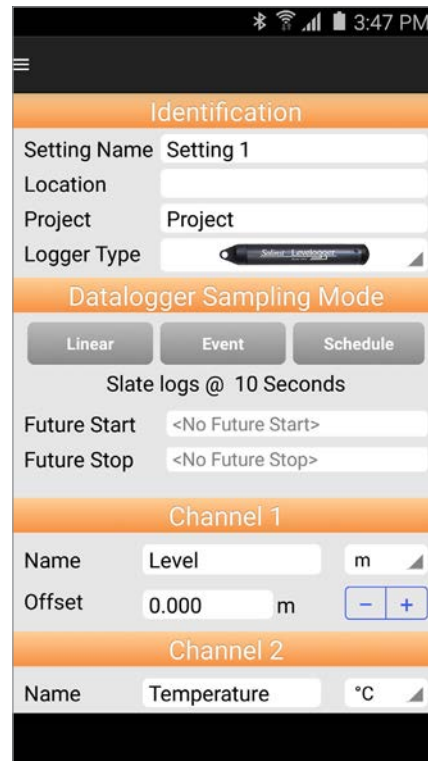 3:47 PM
Identification
Setting Name Setting 1
Location
Project Project
Logger Type Solinst Levelogger
Datalogger Sampling Mode
Linear Event Schedule
Slate logs @ 10 Seconds
Future Start <No Future Start>
Future Stop <No Future Stop>
Channel 1
Name Level m
Offset 0.000 m − +
Channel 2
Name Temperature °C